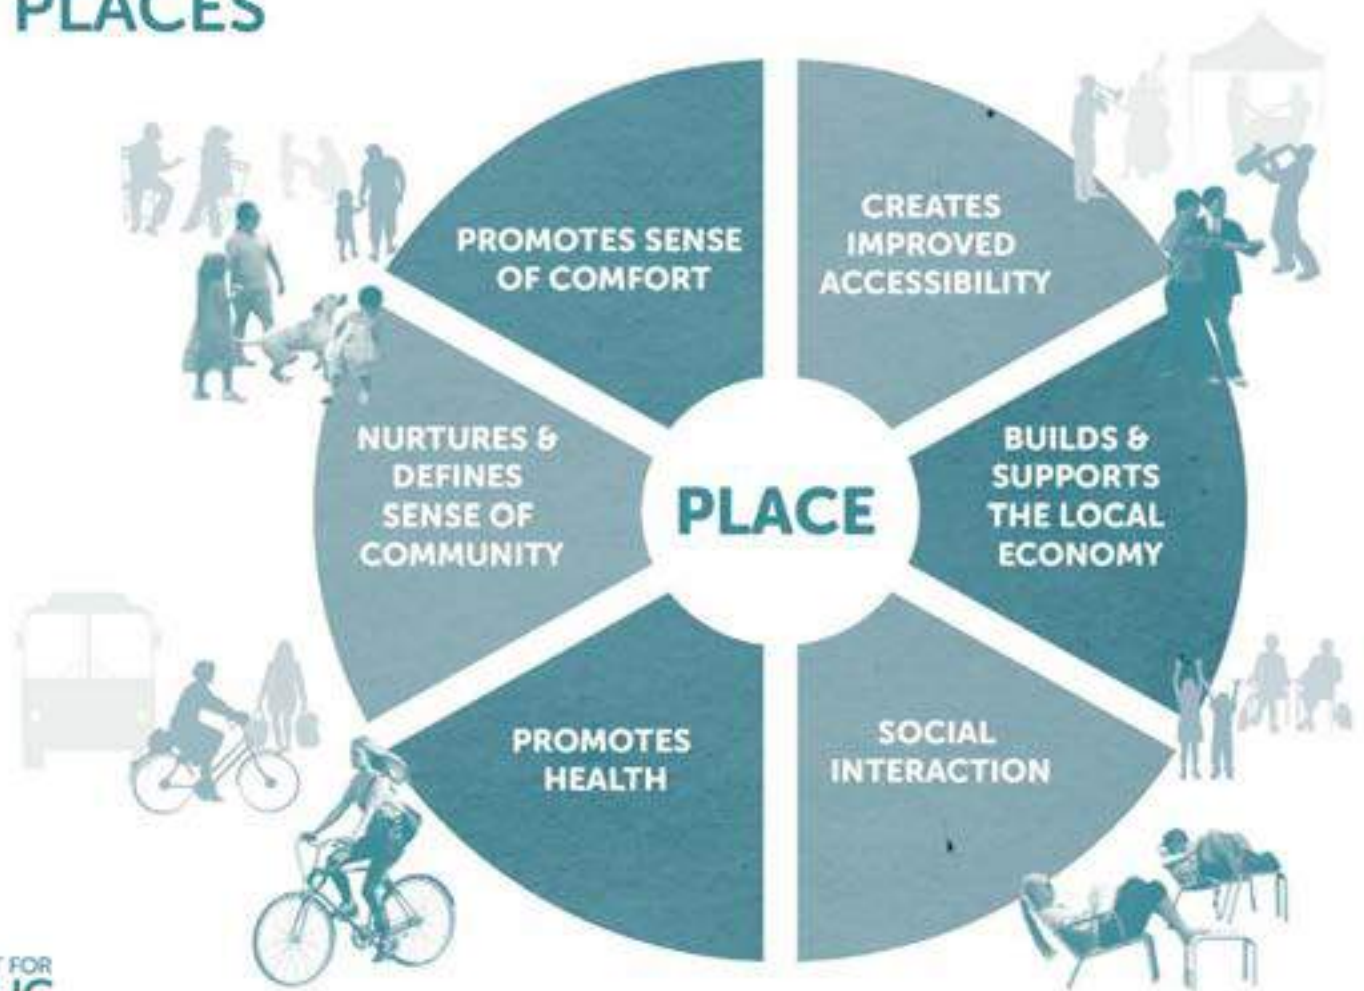 PLACES
PROMOTES SENSE
OF COMFORT
CREATES
IMPROVED
ACCESSIBILITY
NURTURES &
DEFINES
SENSE OF
COMMUNITY
PLACE
BUILDS &
SUPPORTS
THE LOCAL
ECONOMY
PROMOTES
HEALTH
SOCIAL
INTERACTION
FOR